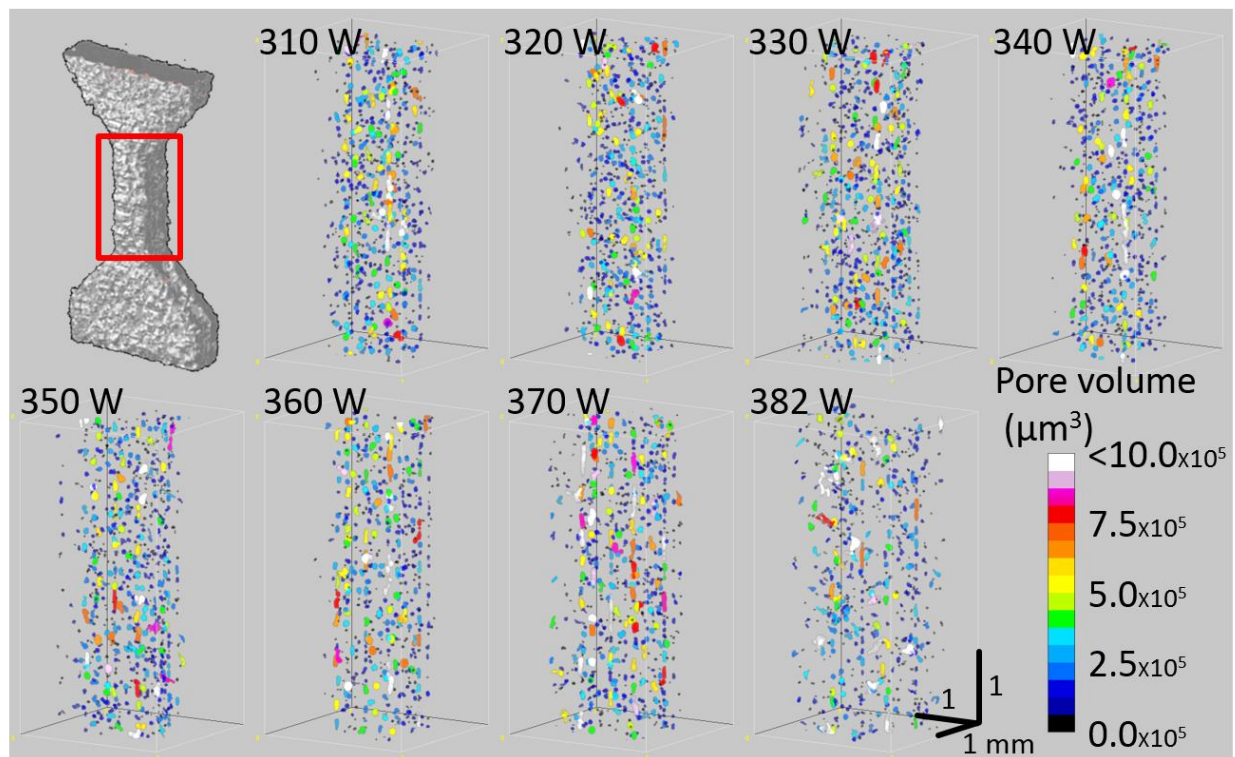 310 W
320 W
330 W
340 W
350 W
360 W
370 W
382 W
Pore volume
(μm³)
<10.0x10⁵
7.5x10⁵
5.0x10⁵
2.5x10⁵
0.0x10⁵
1
1
1 mm